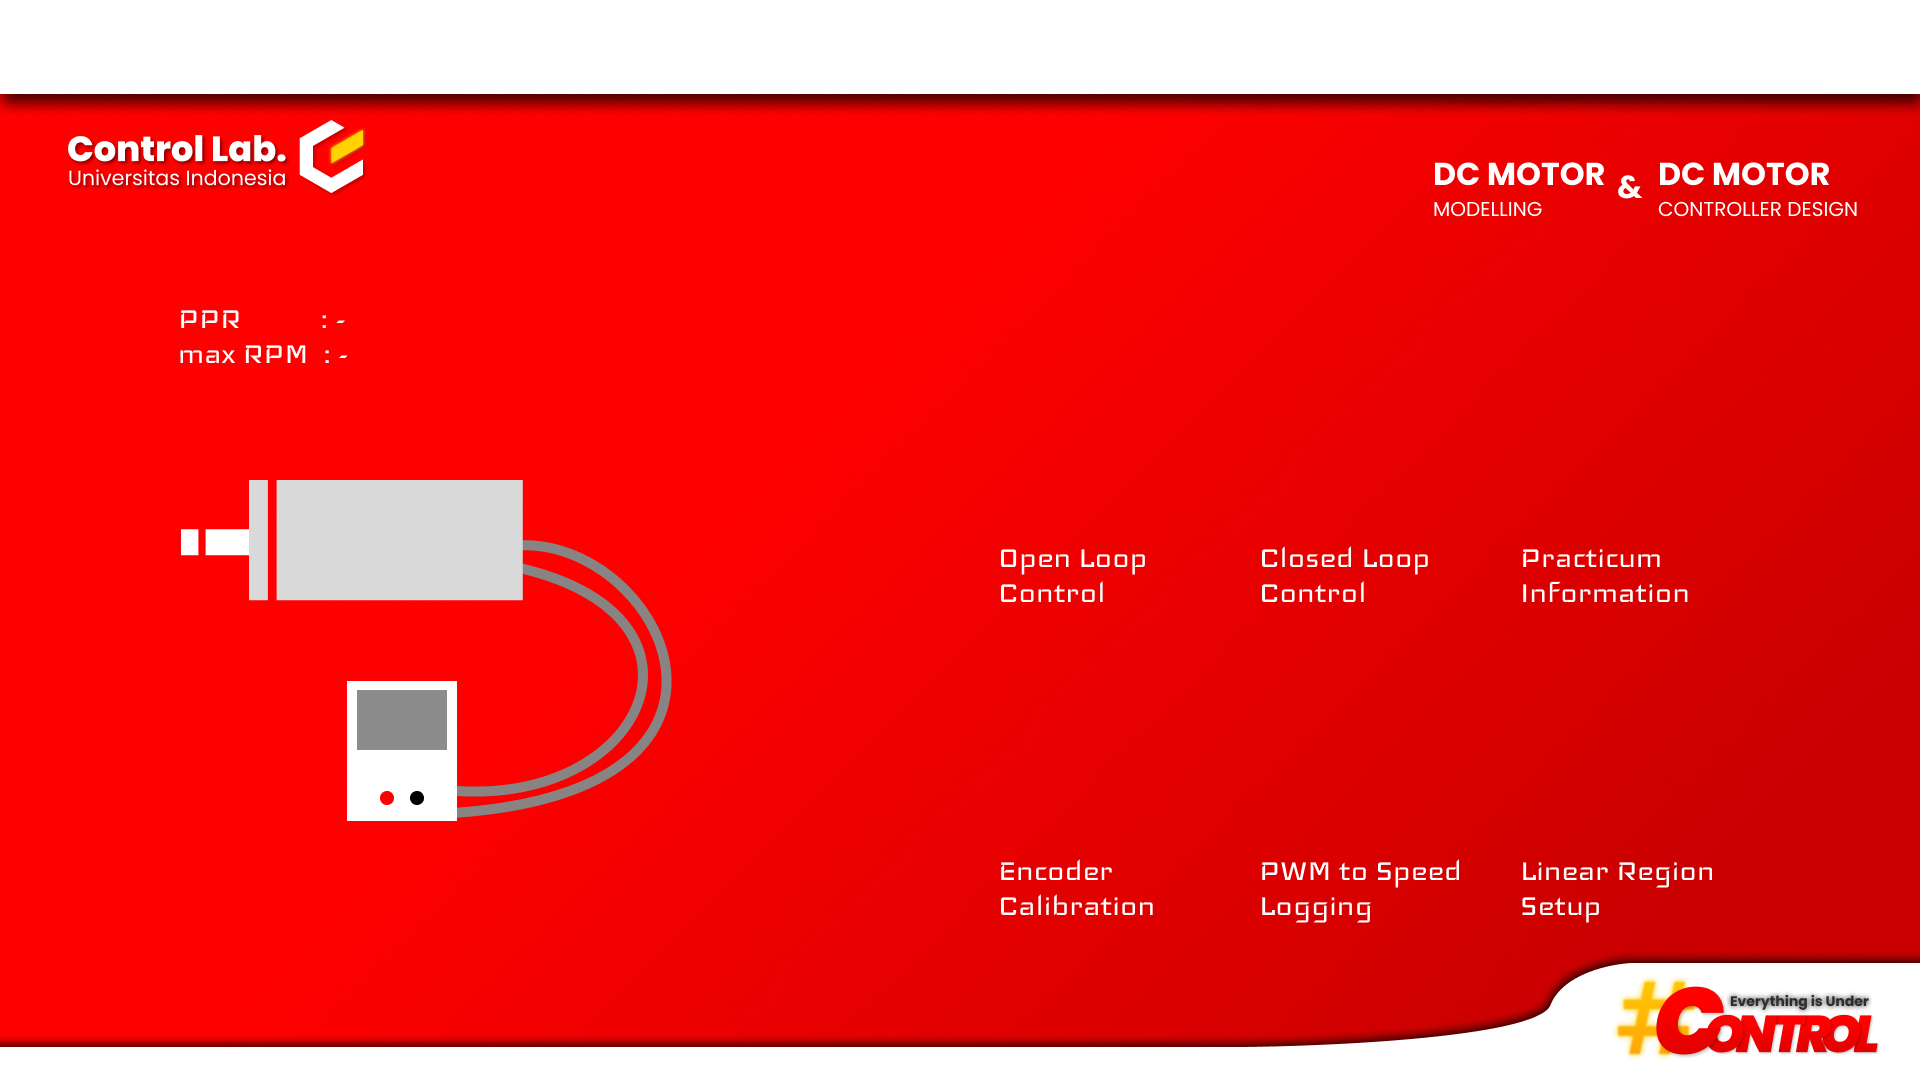 Control Lab.
Universitas Indonesia
DC MOTOR
MODELLING
&
DC MOTOR
CONTROLLER DESIGN
PPR : -
max RPM : -
Open Loop
Control
Closed Loop
Control
Practicum
Information
Encoder
Calibration
PWM to Speed
Logging
Linear Region
Setup
Everything is Under
#CONTROL